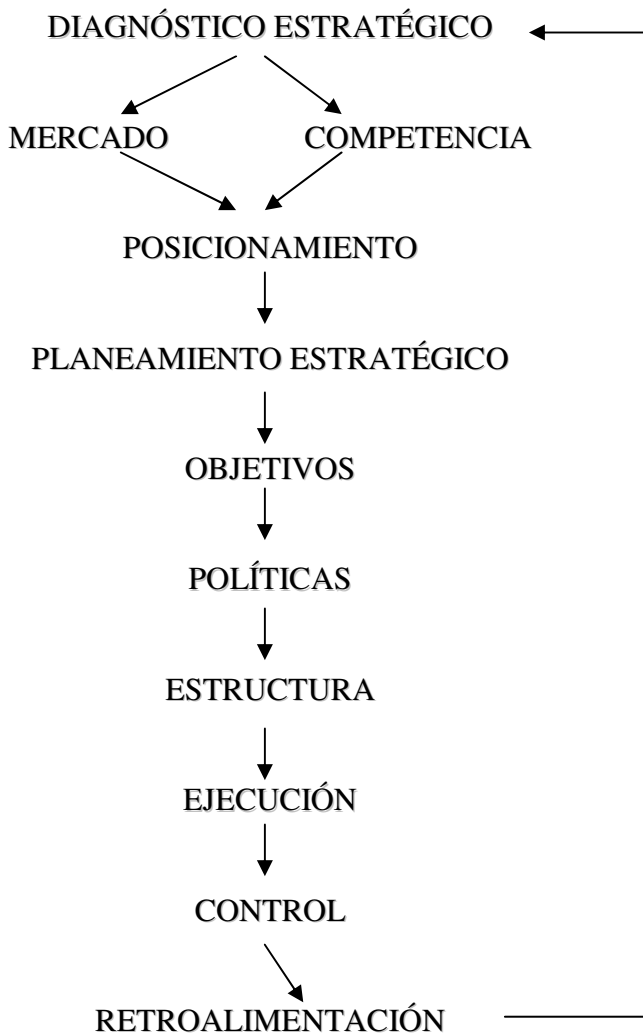 DIAGNÓSTICO ESTRATÉGICO
MERCADO COMPETENCIA
POSICIONAMIENTO
PLANEAMIENTO ESTRATÉGICO
OBJETIVOS
POLÍTICAS
ESTRUCTURA
EJECUCIÓN
CONTROL
RETROALIMENTACIÓN